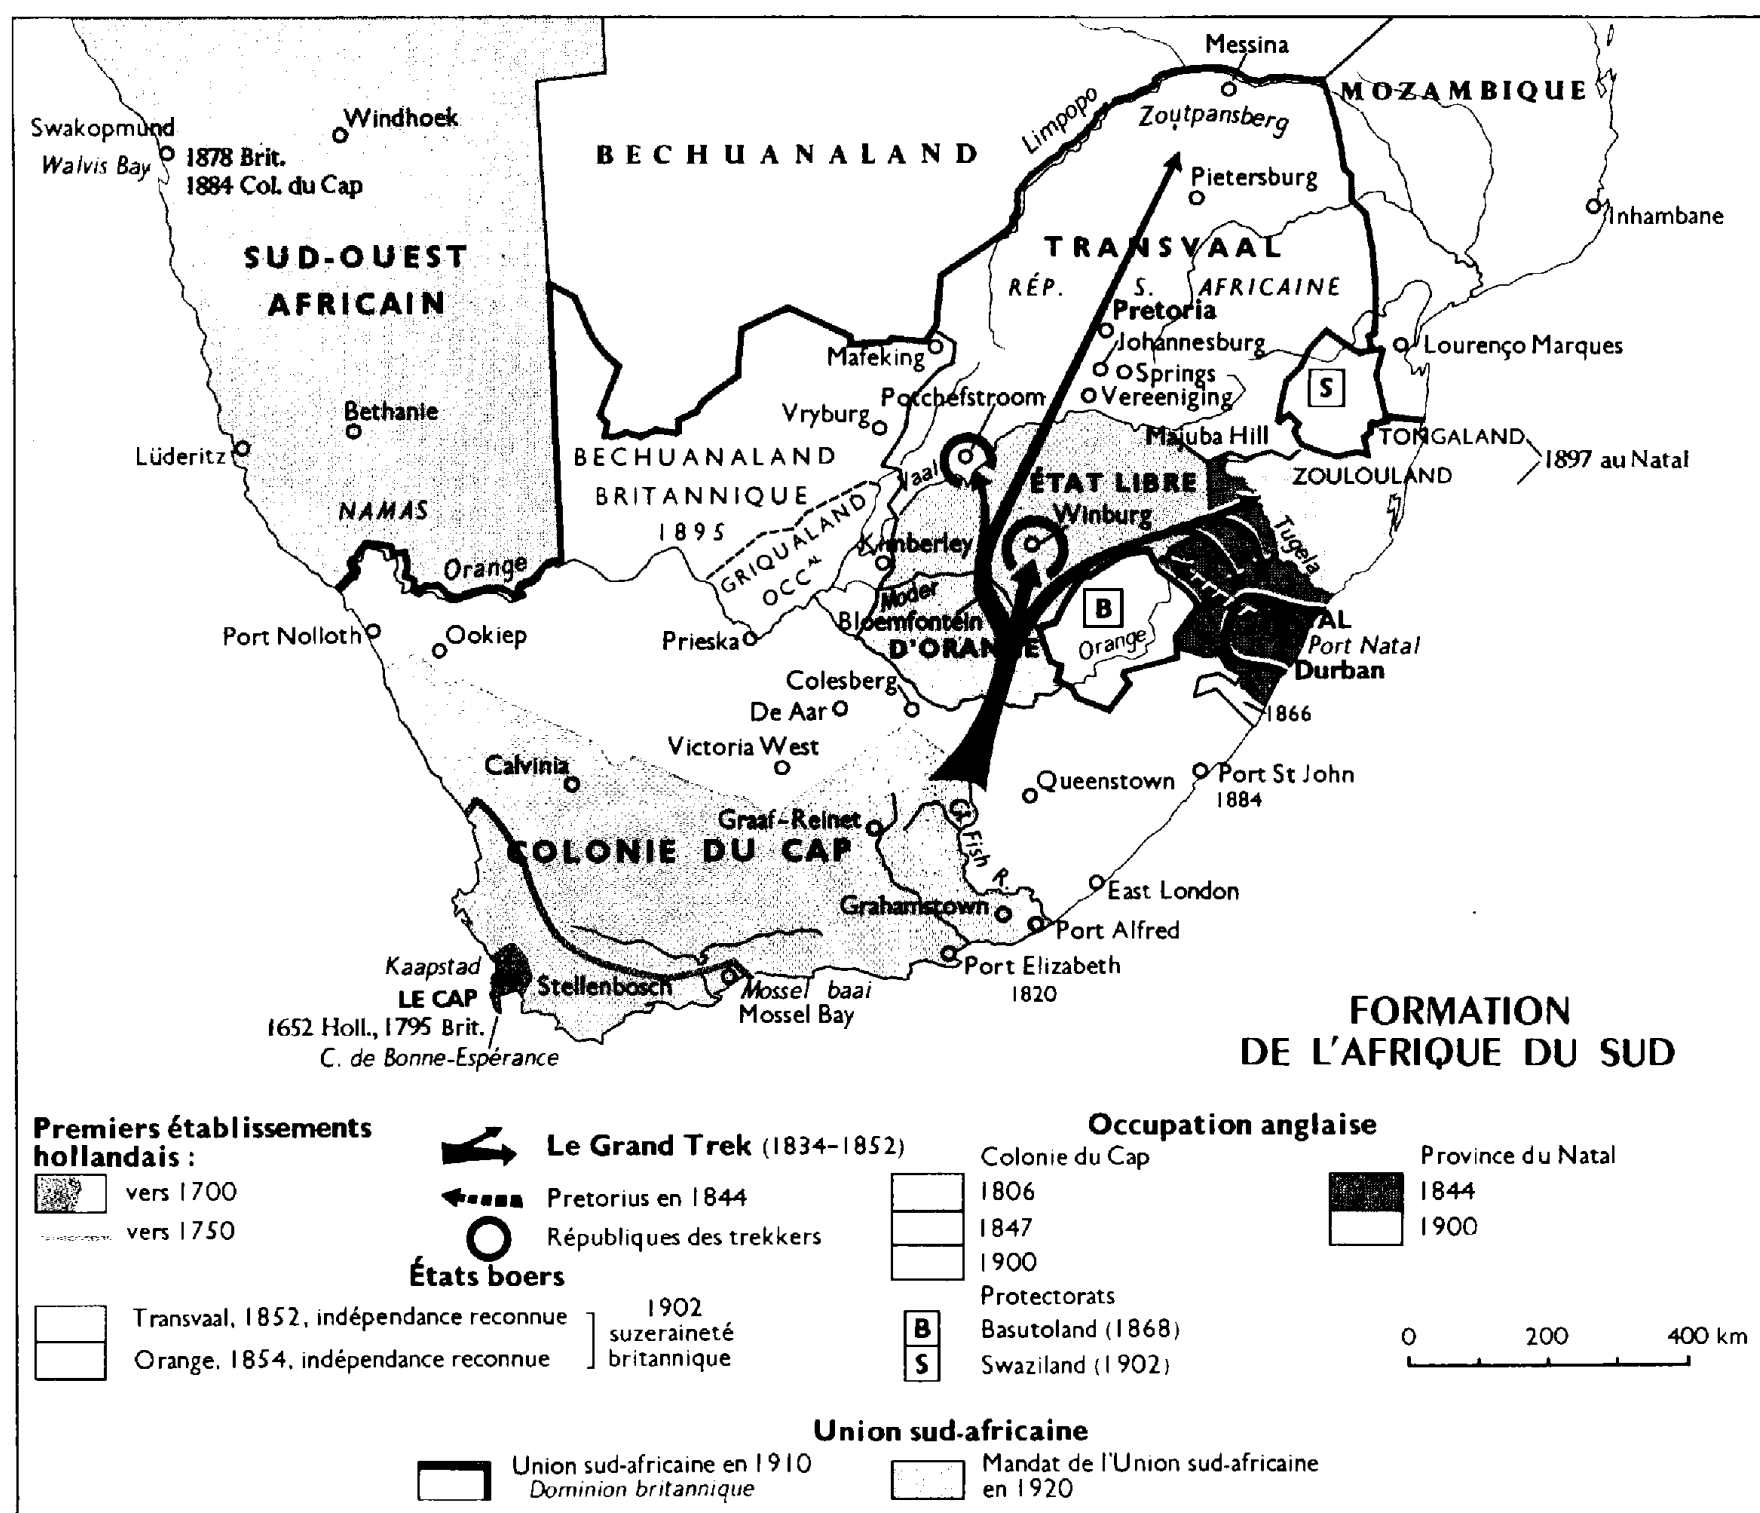 Messina
MOZAMBIQUE
Limpopo
Zoutpansberg
Swakopmund
Walvis Bay
1878 Brit.
1884 Col. du Cap
Windhoek
BECHUANALAND
Pietersburg
Inhambane
SUD-OUEST
AFRICAIN
TRANSVAAL
RÉP. S. AFRICAINE
Pretoria
Johannesburg
Mafeking
Lourenço Marques
Springs
Potchefstroom
Vereeniging
S
Bethanie
Vryburg
Majuba Hill
TONGALAND
Lüderitz
BECHUANALAND
BRITANNIQUE
1895
Vaal
ÉTAT LIBRE
ZOULOULAND
1897 au Natal
NAMAS
Winburg
GRIQUALAND
OCCAL
Kimberley
Tugela
Orange
Moder
B
Bloemfontein
D'ORANGE
Orange
AL
Port Natal
Durban
Port Nolloth
Ookiep
Prieska
Colesberg
De Aar
1866
Victoria West
Calvinia
Queenstown
Port St John
1884
Graaf-Reinet
Gt Fish R.
COLONIE DU CAP
East London
Grahamstown
Port Alfred
Kaapstad
LE CAP
1652 Holl., 1795 Brit.
C. de Bonne-Espérance
Stellenbosch
Mossel baai
Mossel Bay
Port Elizabeth
1820
FORMATION
DE L'AFRIQUE DU SUD
Premiers établissements
hollandais :
vers 1700
vers 1750
Le Grand Trek (1834-1852)
Pretorius en 1844
Républiques des trekkers
États boers
Transvaal, 1852, indépendance reconnue
Orange, 1854, indépendance reconnue
1902
suzeraineté
britannique
Occupation anglaise
Colonie du Cap
1806
1847
1900
Province du Natal
1844
1900
Protectorats
B Basutoland (1868)
S Swaziland (1902)
0 200 400 km
Union sud-africaine
Union sud-africaine en 1910
Dominion britannique
Mandat de l'Union sud-africaine
en 1920